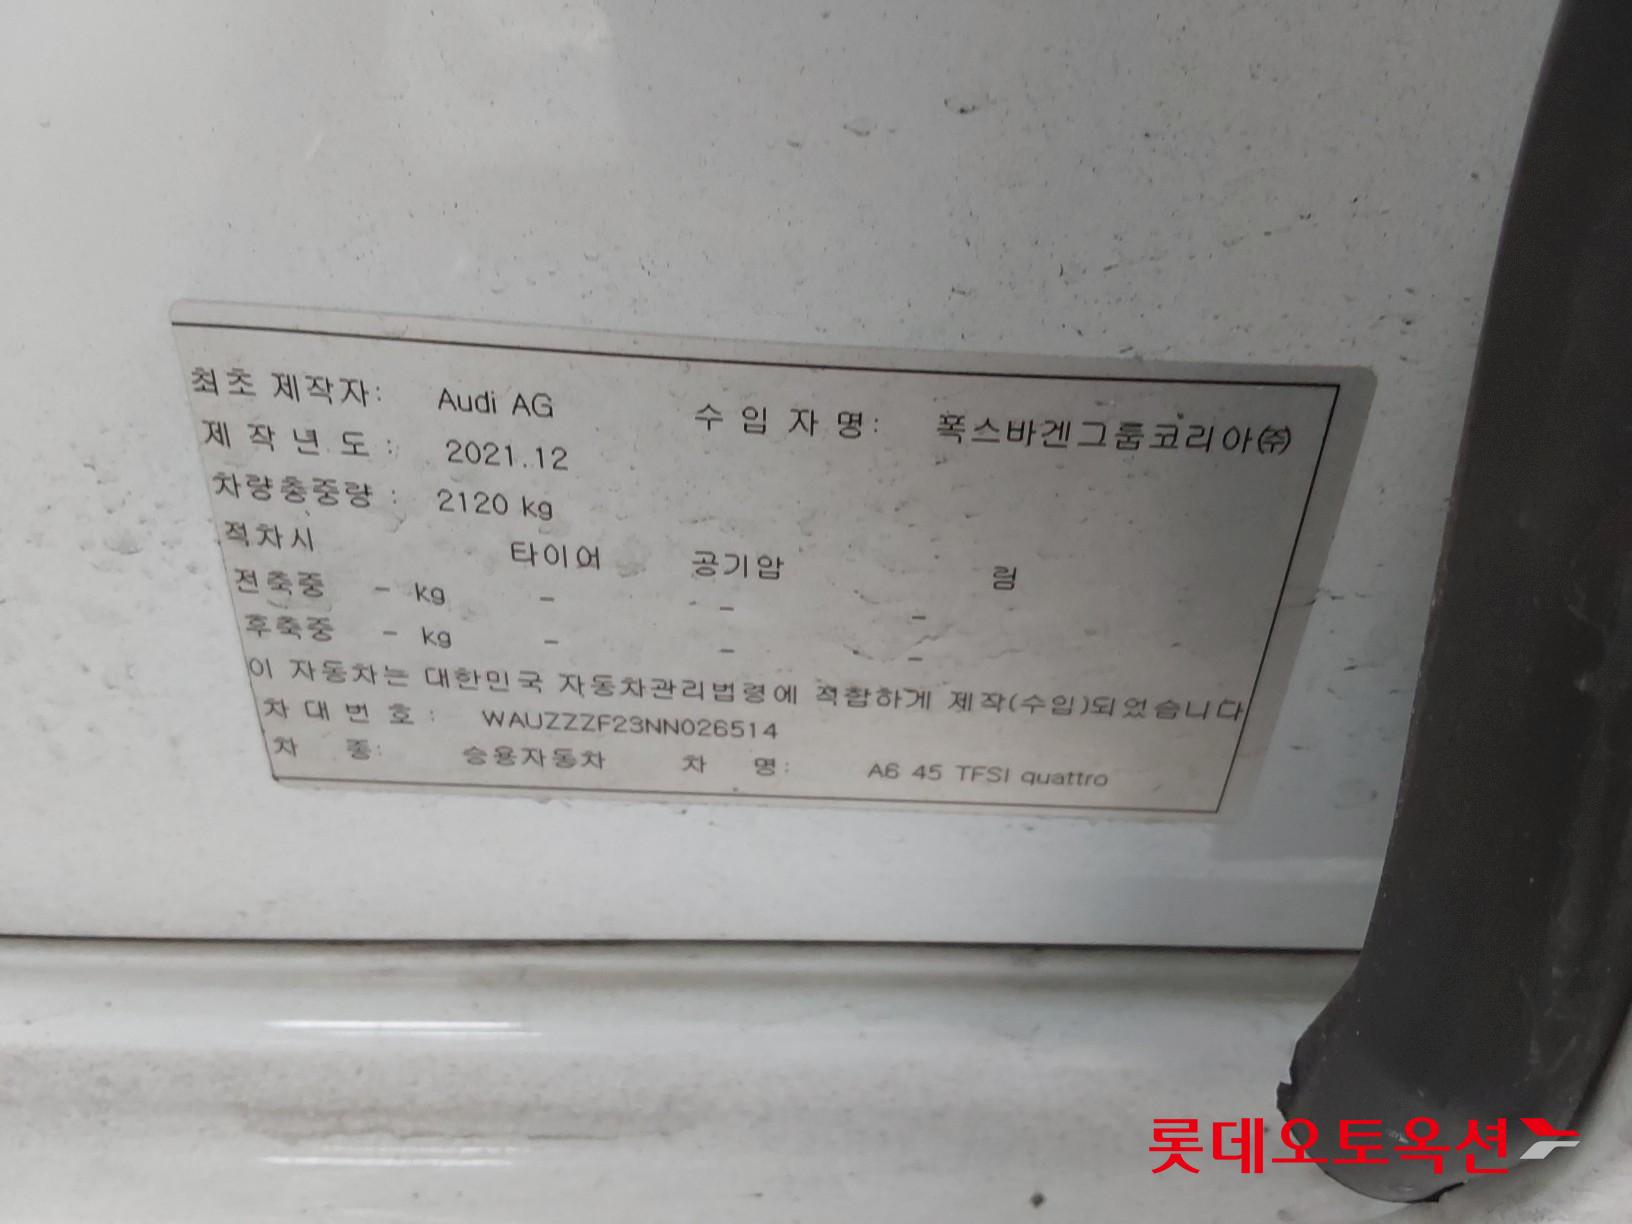 최초 제작자: Audi AG 수 입 자 명: 폭스바겐그룹코리아㈜
제 작 년 도: 2021.12
차량총중량: 2120 kg
적차시 타이어 공기압 림
전축중 - kg - - -
후축중 - kg - - -
이 자동차는 대한민국 자동차관리법령에 적합하게 제작(수입)되었습니다
차 대 번 호: WAUZZZF23NN026514
차 종: 승용자동차 차 명: A6 45 TFSI quattro
롯데오토옥션